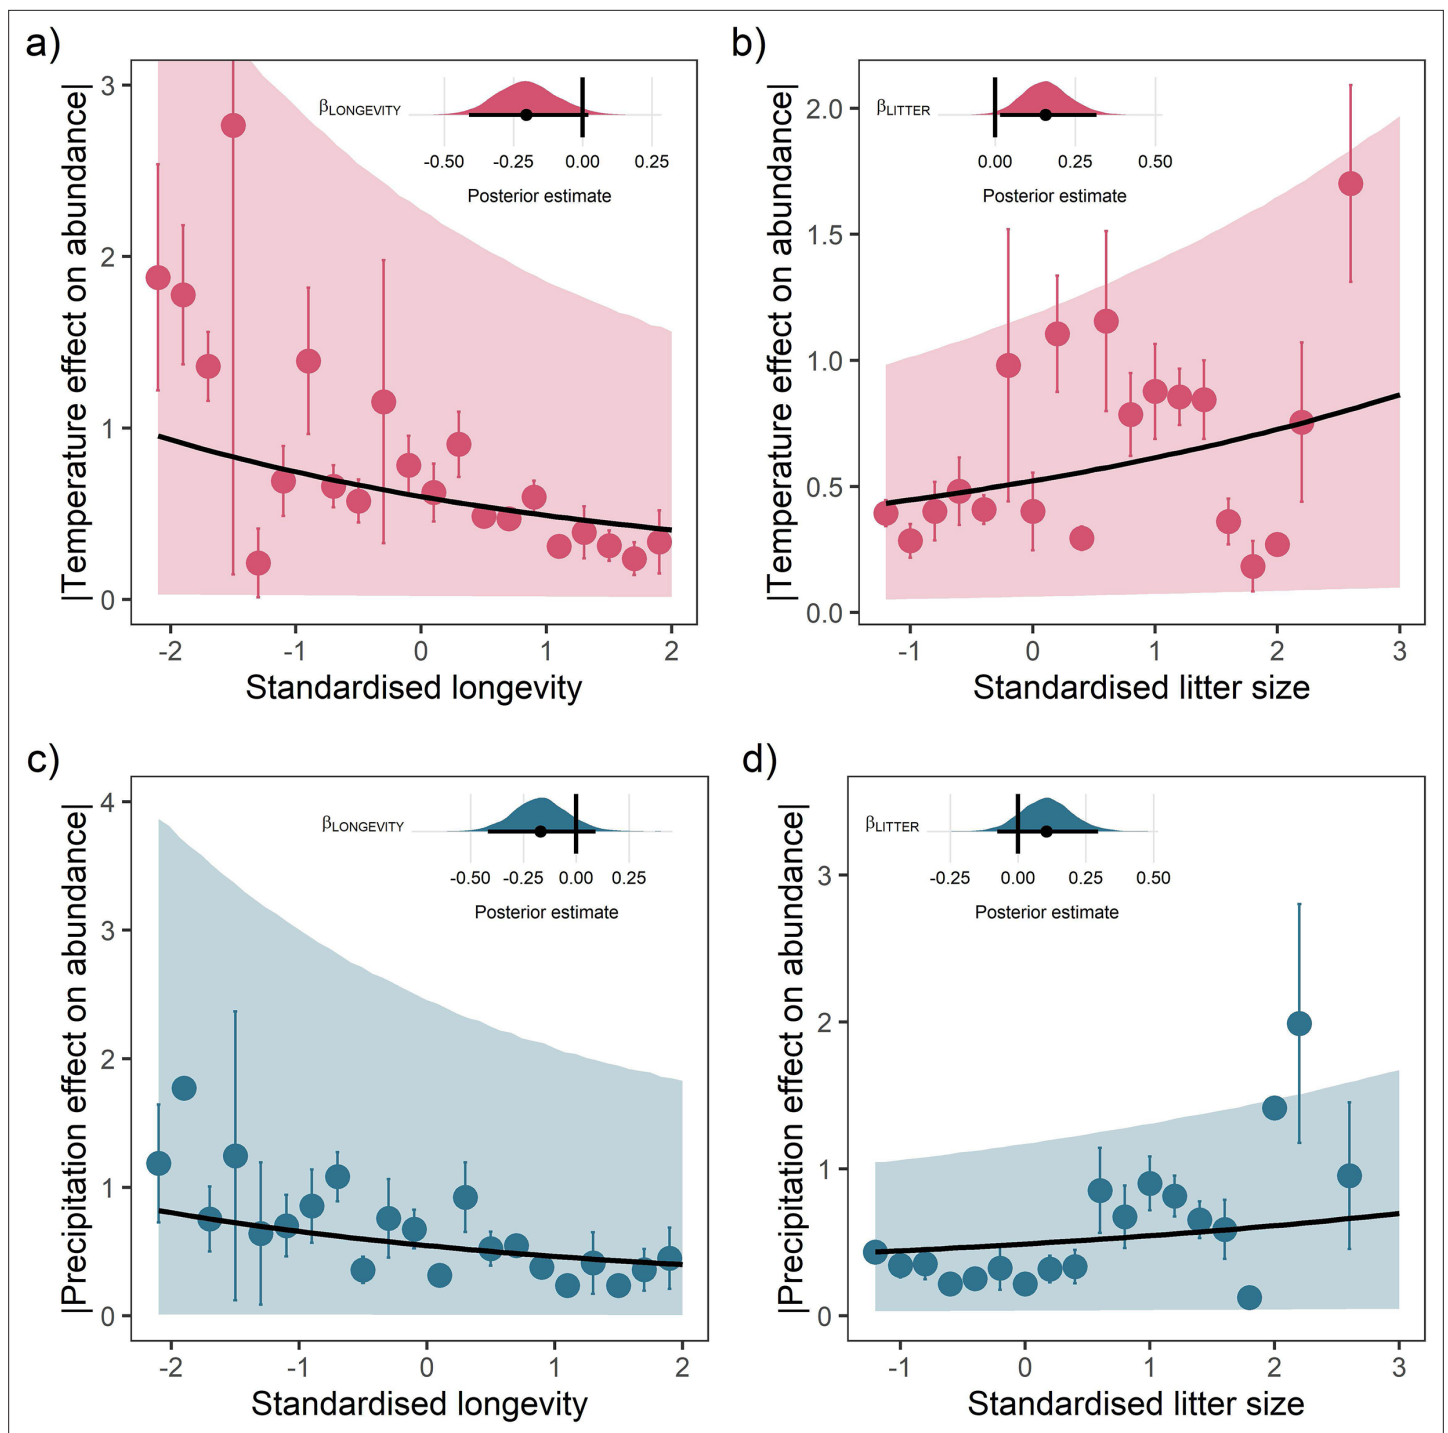 a)
|Temperature effect on abundance|
3
2
1
0
βLONGEVITY
-0.50 -0.25 0.00 0.25
Posterior estimate
-2 -1 0 1 2
Standardised longevity
b)
|Temperature effect on abundance|
2.0
1.5
1.0
0.5
0.0
βLITTER
0.00 0.25 0.50
Posterior estimate
-1 0 1 2 3
Standardised litter size
c)
|Precipitation effect on abundance|
4
3
2
1
0
βLONGEVITY
-0.50 -0.25 0.00 0.25
Posterior estimate
-2 -1 0 1 2
Standardised longevity
d)
|Precipitation effect on abundance|
3
2
1
0
βLITTER
-0.25 0.00 0.25 0.50
Posterior estimate
-1 0 1 2 3
Standardised litter size